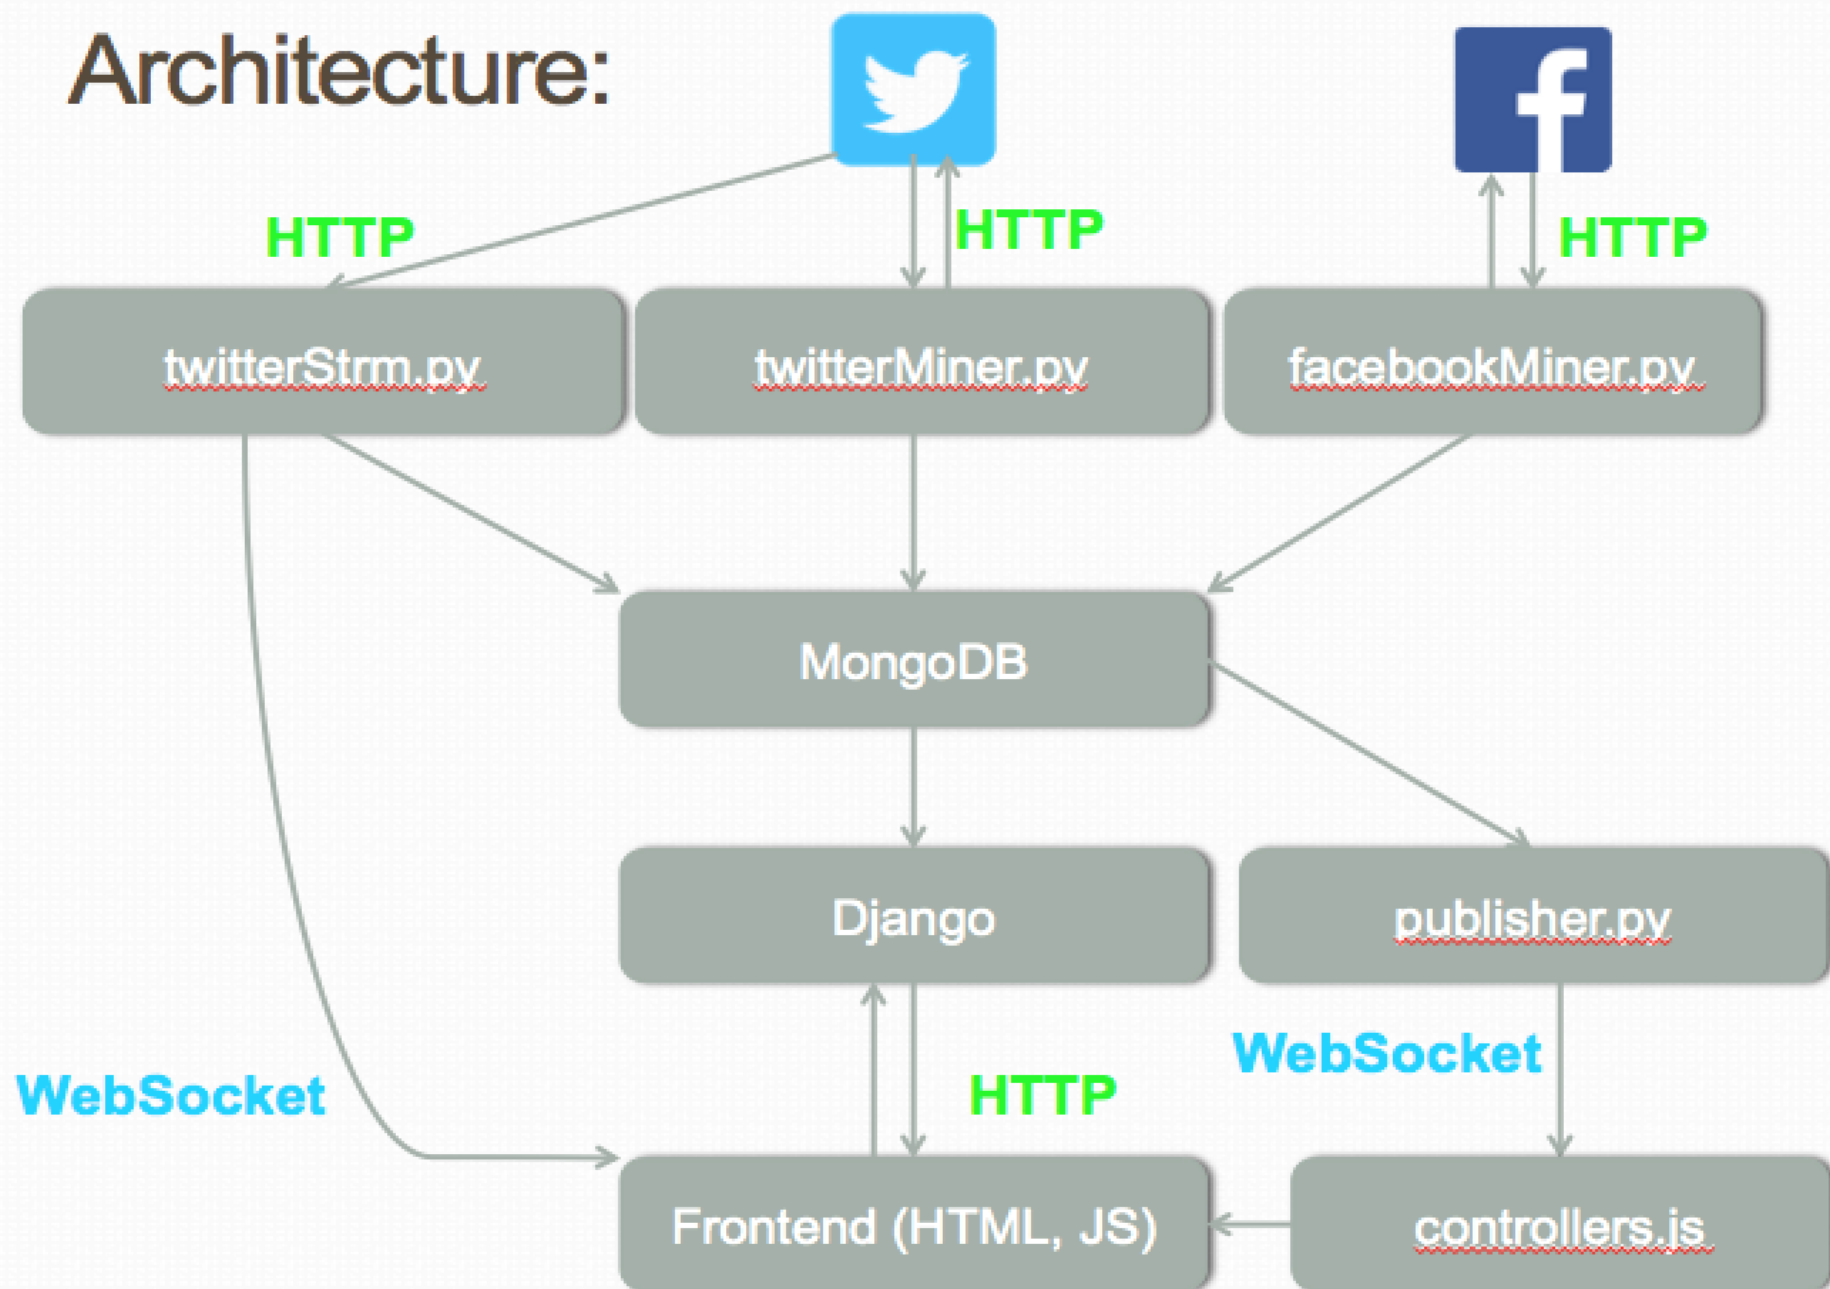 Architecture:
HTTP
HTTP
HTTP
twitterStrm.py
twitterMiner.py
facebookMiner.py
MongoDB
Django
publisher.py
WebSocket
HTTP
WebSocket
Frontend (HTML, JS)
controllers.js